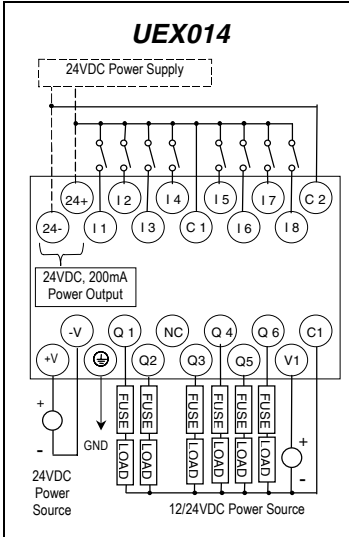 UEX014
24VDC Power Supply
24+ I 2 I 4 I 5 I 7 C 2
24- I 1 I 3 C 1 I 6 I 8
24VDC, 200mA
Power Output
-V Q 1 NC Q 4 Q 6 C1
+V Q2 Q3 Q5 V1
FUSE FUSE FUSE FUSE FUSE FUSE
LOAD LOAD LOAD LOAD LOAD LOAD
+ +
- GND -
24VDC
Power
Source
12/24VDC Power Source